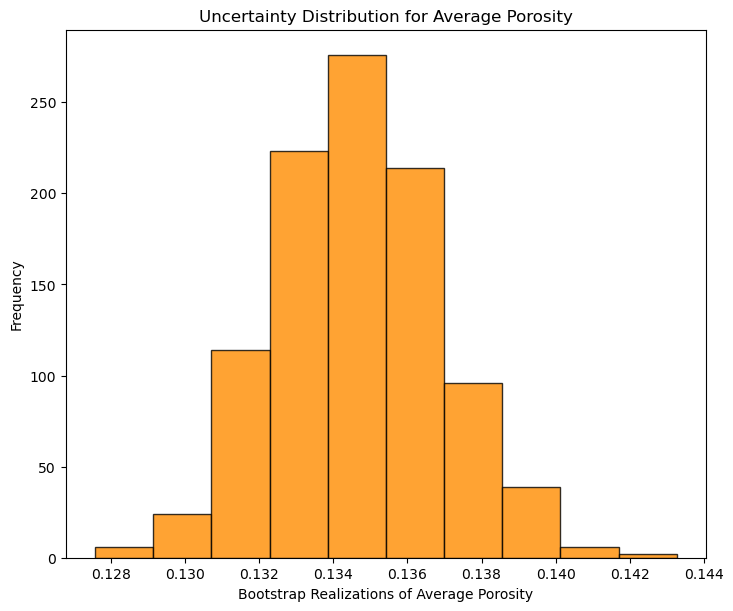 Uncertainty Distribution for Average Porosity
250
200
150
100
50
0
Frequency
0.128 0.130 0.132 0.134 0.136 0.138 0.140 0.142 0.144
Bootstrap Realizations of Average Porosity